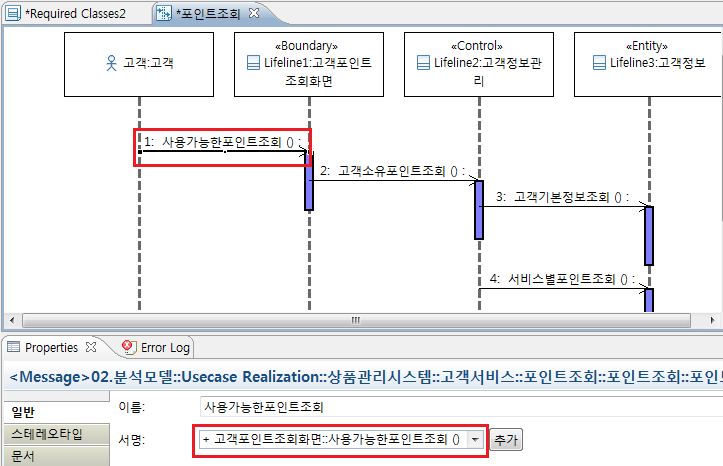 *Required Classes2
*포인트조회
고객:고객
«Boundary»
Lifeline1:고객포인트
조회화면
«Control»
Lifeline2:고객정보관
리
«Entity»
Lifeline3:고객정보
1: 사용가능한포인트조회 () :
2: 고객소유포인트조회 () :
3: 고객기본정보조회 () :
4: 서비스별포인트조회 () :
Properties
Error Log
<Message>02.분석모델::Usecase Realization::상품관리시스템::고객서비스::포인트조회::포인트조회::포인
일반
스테레오타입
문서
이름:
사용가능한포인트조회
서명:
+ 고객포인트조회화면::사용가능한포인트조회 ()
추가